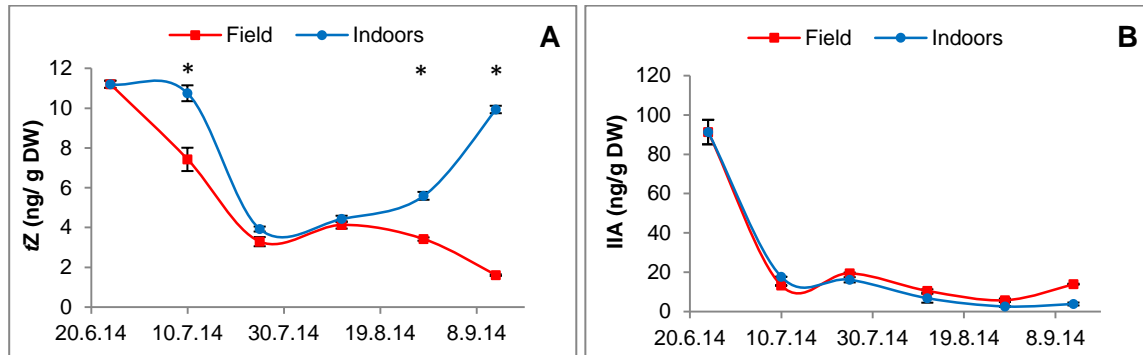 Field Indoors A
* * *
12
10
8
6
4
2
0
tZ (ng/ g DW)
20.6.14 10.7.14 30.7.14 19.8.14 8.9.14
Field Indoors B
120
100
80
60
40
20
0
IIA (ng/g DW)
20.6.14 10.7.14 30.7.14 19.8.14 8.9.14